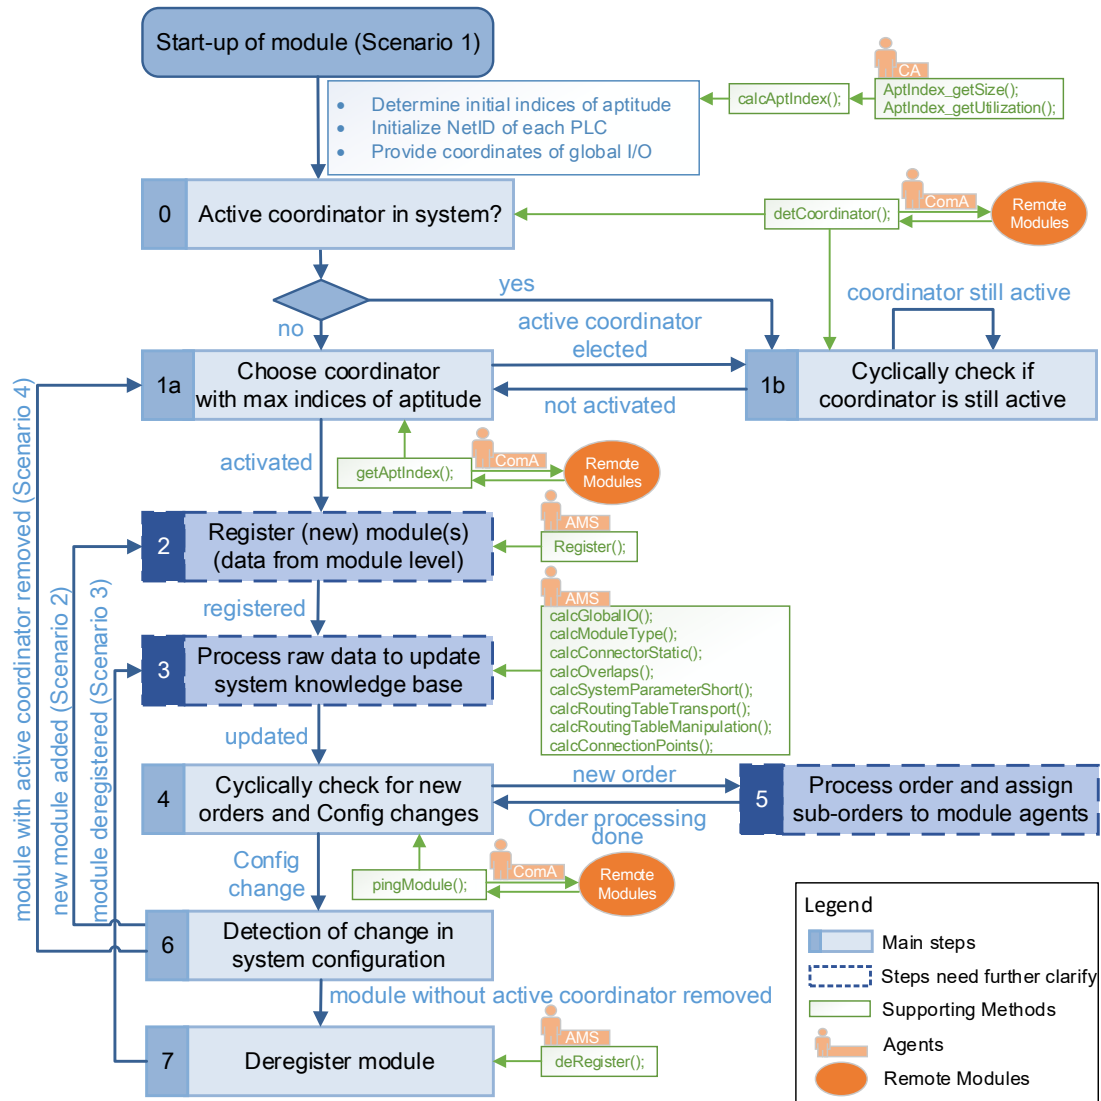 Start-up of module (Scenario 1)
• Determine initial indices of aptitude
• Initialize NetID of each PLC
• Provide coordinates of global I/O
calcAptIndex();
CA
AptIndex_getSize();
AptIndex_getUtilization();
0
Active coordinator in system?
detCoordinator();
ComA
Remote
Modules
yes
no
coordinator still active
active coordinator
elected
1a
Choose coordinator
with max indices of aptitude
1b
Cyclically check if
coordinator is still active
not activated
activated
getAptIndex();
ComA
Remote
Modules
2
Register (new) module(s)
(data from module level)
AMS
Register();
registered
3
Process raw data to update
system knowledge base
AMS
calcGlobalIO();
calcModuleType();
calcConnectorStatic();
calcOverlaps();
calcSystemParameterShort();
calcRoutingTableTransport();
calcRoutingTableManipulation();
calcConnectionPoints();
updated
4
Cyclically check for new
orders and Config changes
new order
Order processing
done
5
Process order and assign
sub-orders to module agents
Config
change
pingModule();
ComA
Remote
Modules
6
Detection of change in
system configuration
module without active coordinator removed
7
Deregister module
AMS
deRegister();
module with active coordinator removed (Scenario 4)
new module added (Scenario 2)
module deregistered (Scenario 3)
Legend
Main steps
Steps need further clarify
Supporting Methods
Agents
Remote Modules